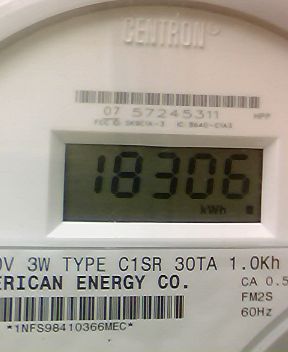 CENTRON®
07 57245311 HPP
18306
kWh
V 3W TYPE C1SR 30TA 1.0Kh
ERICAN ENERGY CO. CA 0.5
FM2S
60Hz
*1NFS98410366MEC*